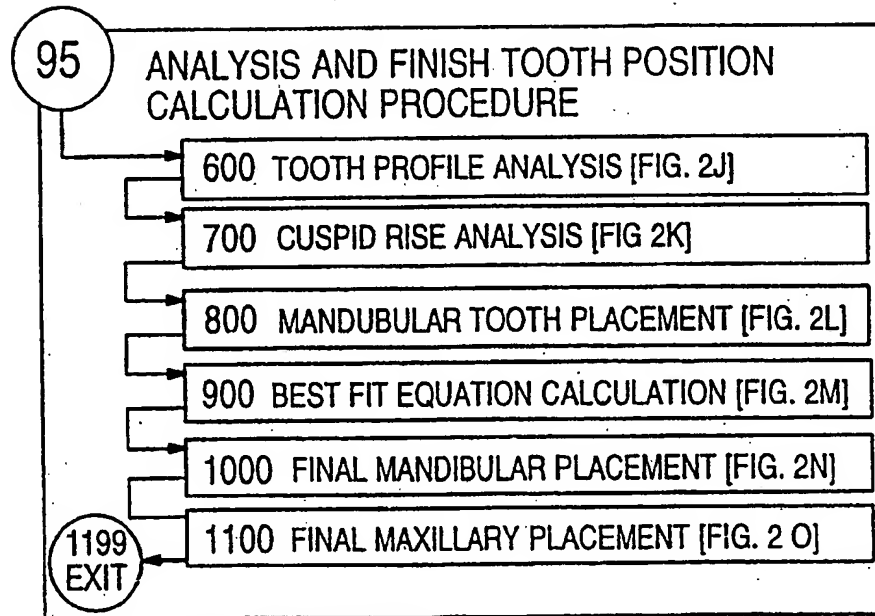 95
ANALYSIS AND FINISH TOOTH POSITION
CALCULATION PROCEDURE
600 TOOTH PROFILE ANALYSIS [FIG. 2J]
700 CUSPID RISE ANALYSIS [FIG 2K]
800 MANDUBULAR TOOTH PLACEMENT [FIG. 2L]
900 BEST FIT EQUATION CALCULATION [FIG. 2M]
1000 FINAL MANDIBULAR PLACEMENT [FIG. 2N]
1100 FINAL MAXILLARY PLACEMENT [FIG. 2 O]
1199
EXIT